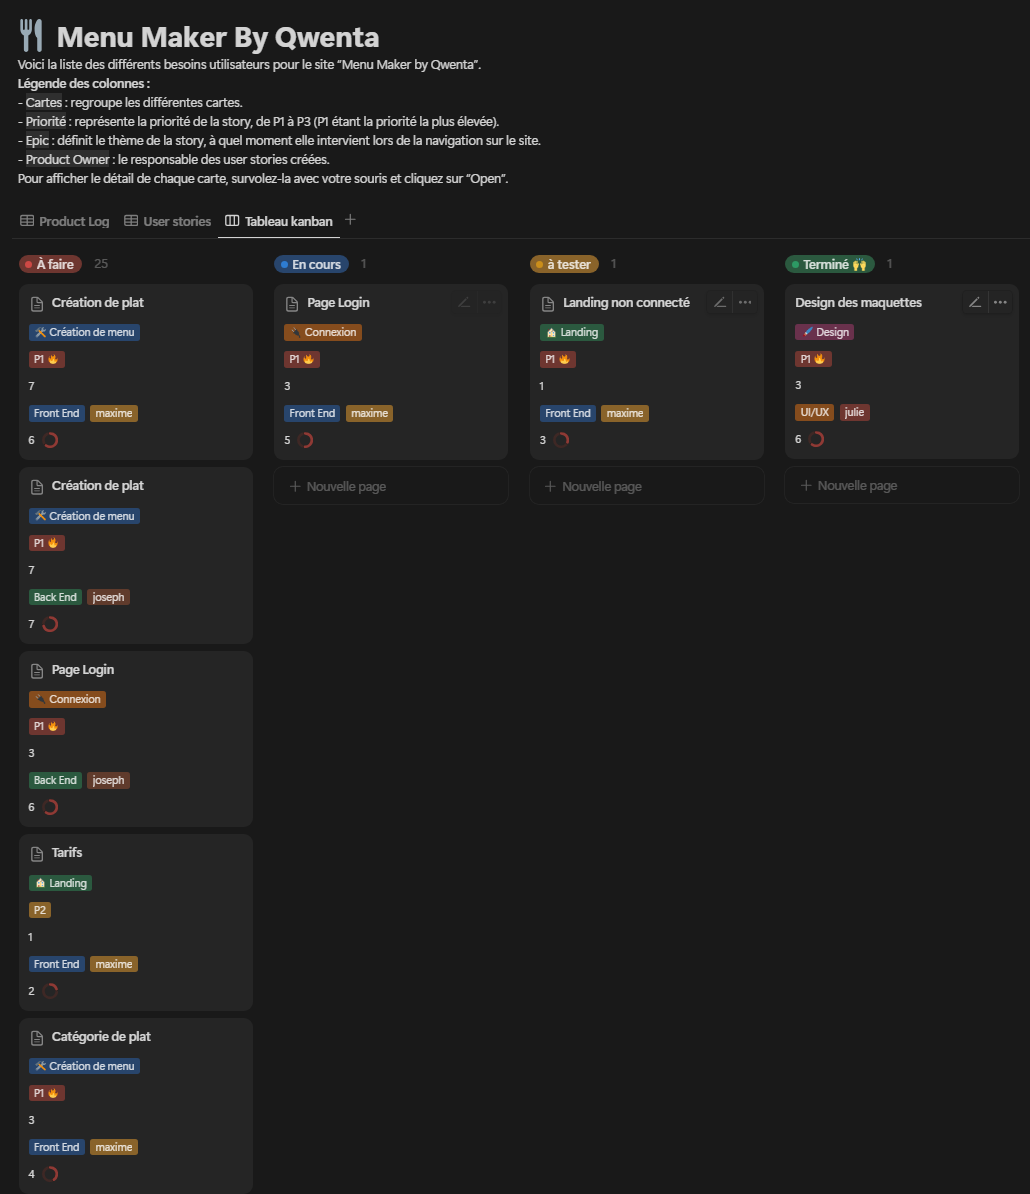 Menu Maker By Qwenta
Voici la liste des différents besoins utilisateurs pour le site “Menu Maker by Qwenta”.
Légende des colonnes :
- Cartes : regroupe les différentes cartes.
- Priorité : représente la priorité de la story, de P1 à P3 (P1 étant la priorité la plus élevée).
- Epic : définit le thème de la story, à quel moment elle intervient lors de la navigation sur le site.
- Product Owner : le responsable des user stories créées.
Pour afficher le détail de chaque carte, survolez-la avec votre souris et cliquez sur “Open”.
Product Log User stories Tableau kanban +
À faire 25
Création de plat
Création de menu
P1
7
Front End maxime
6
Création de plat
Création de menu
P1
7
Back End joseph
7
Page Login
Connexion
P1
3
Back End joseph
6
Tarifs
Landing
P2
1
Front End maxime
2
Catégorie de plat
Création de menu
P1
3
Front End maxime
4
En cours 1
Page Login
Connexion
P1
3
Front End maxime
5
+ Nouvelle page
à tester 1
Landing non connecté
Landing
P1
1
Front End maxime
3
+ Nouvelle page
Terminé 🙌 1
Design des maquettes
Design
P1
3
UI/UX julie
6
+ Nouvelle page